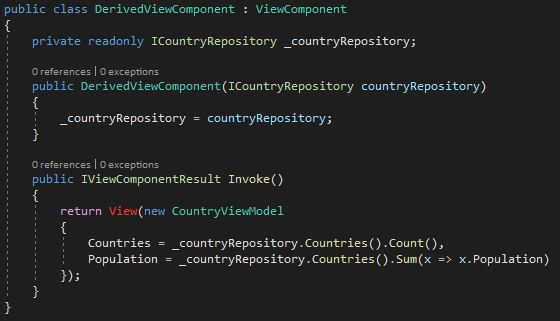 public class DerivedViewComponent : ViewComponent
{
    private readonly ICountryRepository _countryRepository;

    0 references | 0 exceptions
    public DerivedViewComponent(ICountryRepository countryRepository)
    {
        _countryRepository = countryRepository;
    }

    0 references | 0 exceptions
    public IViewComponentResult Invoke()
    {
        return View(new CountryViewModel
        {
            Countries = _countryRepository.Countries().Count(),
            Population = _countryRepository.Countries().Sum(x => x.Population)
        });
    }
}